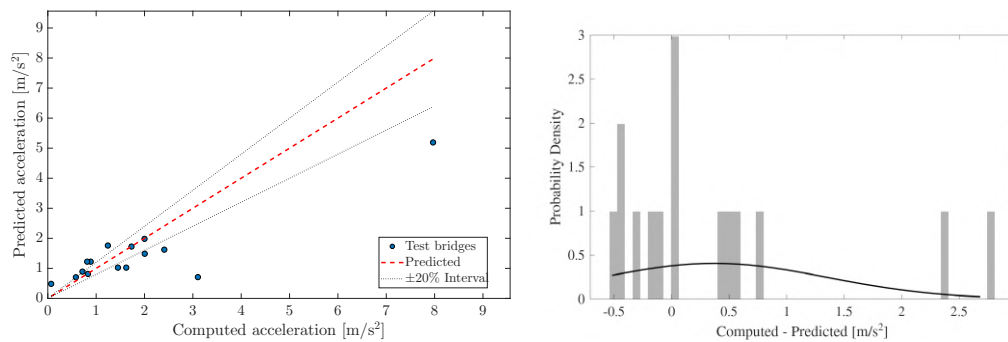 9
8
7
6
5
4
3
2
1
0
Predicted acceleration [m/s²]
Test bridges
Predicted
±20% Interval
0 1 2 3 4 5 6 7 8 9
Computed acceleration [m/s²]
3
2.5
2
1.5
1
0.5
0
Probability Density
-0.5 0 0.5 1 1.5 2 2.5
Computed - Predicted [m/s²]